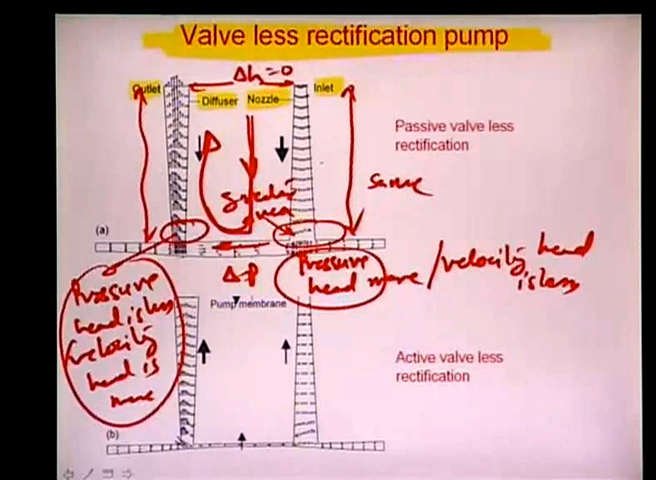 Valve less rectification pump
Δh=0
Outlet
Diffuser
Nozzle
Inlet
Passive valve less
rectification
same
area
(a)
Δp
Pressure
head more / velocity head
is less
Pressure
head is less
/velocity
head is
more
Pump membrane
Active valve less
rectification
(b)